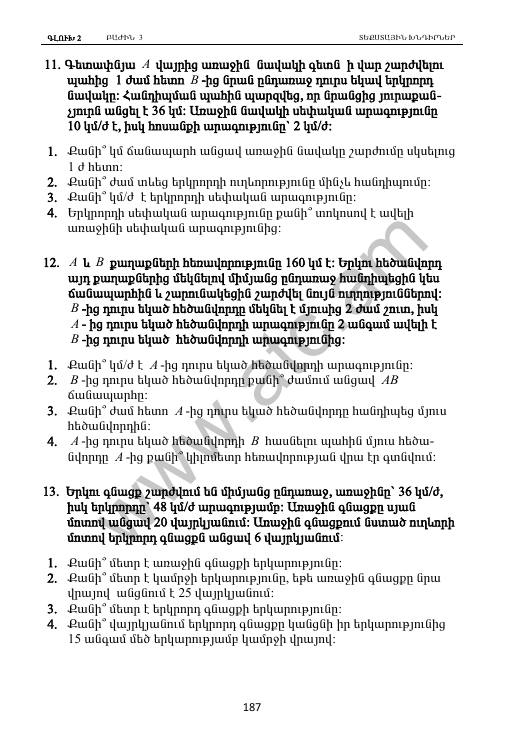 ԳԼՈՒԽ 2 ԲԱԺԻՆ 3 ՏԵՔՍՏԱՅԻՆ ԽՆԴԻՐՆԵՐ
11. Գետափնյա A վայրից առաջին նավակի գետն ի վար շարժվելու
պահից 1 ժամ հետո B -ից նրան ընդառաջ դուրս եկավ երկրորդ
նավակը: Հանդիպման պահին պարզվեց, որ նրանցից յուրաքան-
չյուրն անցել է 36 կմ: Առաջին նավակի սեփական արագությունը
10 կմ/ժ է, իսկ հոսանքի արագությունը՝ 2 կմ/ժ:
1. Քանի՞ կմ ճանապարհ անցավ առաջին նավակը շարժումը սկսելուց
1 ժ հետո:
2. Քանի՞ ժամ տևեց երկրորդի ուղևորությունը մինչև հանդիպումը:
3. Քանի՞ կմ/ժ է երկրորդի սեփական արագությունը:
4. Երկրորդի սեփական արագությունը քանի՞ տոկոսով է ավելի
առաջինի սեփական արագությունից:
12. A և B քաղաքների հեռավորությունը 160 կմ է: Երկու հեծանվորդ
այդ քաղաքներից մեկնելով միմյանց ընդառաջ հանդիպեցին կես
ճանապարհին և շարունակեցին շարժվել նույն ուղղություններով:
B -ից դուրս եկած հեծանվորդը մեկնել է մյուսից 2 ժամ շուտ, իսկ
A - ից դուրս եկած հեծանվորդի արագությունը 2 անգամ ավելի է
B -ից դուրս եկած հեծանվորդի արագությունից:
1. Քանի՞ կմ/ժ է A -ից դուրս եկած հեծանվորդի արագությունը:
2. B -ից դուրս եկած հեծանվորդը քանի՞ ժամում անցավ AB
ճանապարհը:
3. Քանի՞ ժամ հետո A -ից դուրս եկած հեծանվորդը հանդիպեց մյուս
հեծանվորդին:
4. A -ից դուրս եկած հեծանվորդի B հասնելու պահին մյուս հեծա-
նվորդը A -ից քանի՞ կիլոմետր հեռավորության վրա էր գտնվում:
13. Երկու գնացք շարժվում են միմյանց ընդառաջ, առաջինը՝ 36 կմ/ժ,
իսկ երկրորդը՝ 48 կմ/ժ արագությամբ: Առաջին գնացքը սյան
մոտով անցավ 20 վայրկյանում: Առաջին գնացքում նստած ուղևորի
մոտով երկրորդ գնացքն անցավ 6 վայրկյանում:
1. Քանի՞ մետր է առաջին գնացքի երկարությունը:
2. Քանի՞ մետր է կամրջի երկարությունը, եթե առաջին գնացքը նրա
վրայով անցնում է 25 վայրկյանում:
3. Քանի՞ մետր է երկրորդ գնացքի երկարությունը:
4. Քանի՞ վայրկյանում երկրորդ գնացքը կանցնի իր երկարությունից
15 անգամ մեծ երկարությամբ կամրջի վրայով:
www.atc.am
187